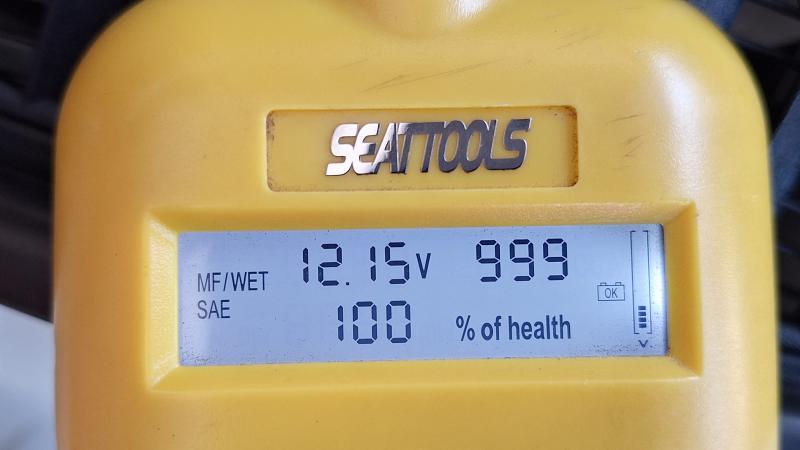 SEATTOOLS
MF/WET 12.15V 999
SAE 100 % of health
OK